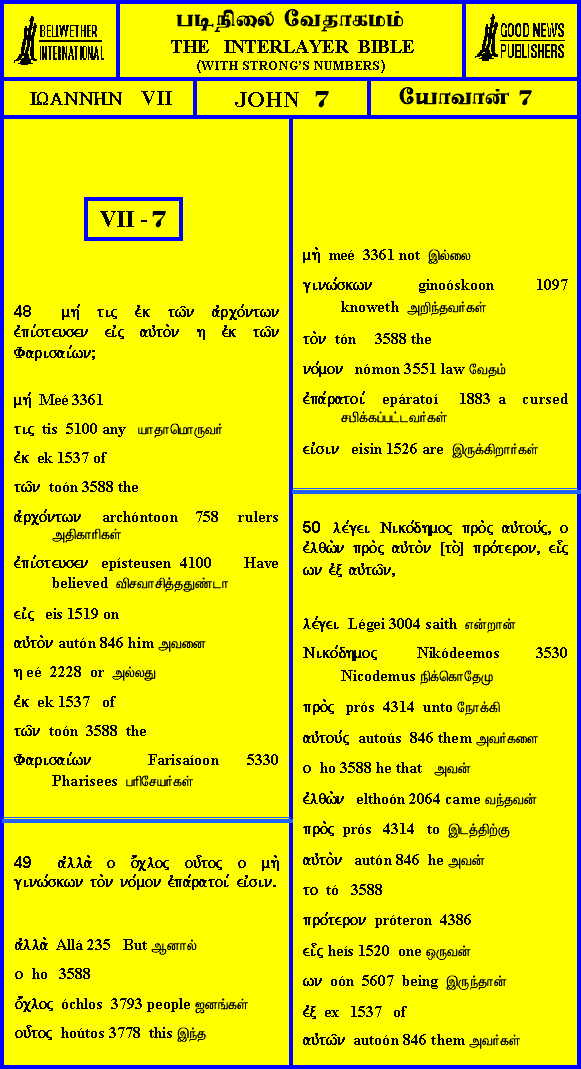 BELLWETHER
INTERNATIONAL
படிநிலை வேதாகமம்
THE INTERLAYER BIBLE
(WITH STRONG'S NUMBERS)
GOOD NEWS
PUBLISHERS
ΙΩΑΝΝΗΝ VII
JOHN 7
யோவான் 7
VII - 7
48 μή τις ἐκ τῶν ἀρχόντων
ἐπίστευσεν εἰς αὐτὸν η ἐκ τῶν
Φαρισαίων;
μή Meé 3361
τις tis 5100 any யாதாமொருவர்
ἐκ ek 1537 of
τῶν toón 3588 the
ἀρχόντων archóntoon 758 rulers
அதிகாரிகள்
ἐπίστευσεν epísteusen 4100 Have
believed விசவாசித்ததுண்டா
εἰς eis 1519 on
αὐτὸν autón 846 him அவனை
η eé 2228 or அல்லது
ἐκ ek 1537 of
τῶν toón 3588 the
Φαρισαίων Farisaíoon 5330
Pharisees பரிசேயர்கள்
49 ἀλλὰ ο ὄχλος οὗτος ο μὴ
γινώσκων τὸν νόμον ἐπάρατοί εἰσιν.
ἀλλὰ Allá 235 But ஆனால்
ο ho 3588
ὄχλος óchlos 3793 people ஜனங்கள்
οὗτος hoútos 3778 this இந்த
μὴ meé 3361 not இல்லை
γινώσκων ginoóskoon 1097
knoweth அறிந்தவர்கள்
τὸν tón 3588 the
νόμον nómon 3551 law வேதம்
ἐπάρατοί epáratoí 1883 a cursed
சபிக்கப்பட்டவர்கள்
εἰσιν eisin 1526 are இருக்கிறார்கள்
50 λέγει Νικόδημος πρὸς αὐτούς, ο
ἐλθὼν πρὸς αὐτὸν [τὸ] πρότερον, εἷς
ων ἐξ αὐτῶν,
λέγει Légei 3004 saith என்றான்
Νικόδημος Nikódeemos 3530
Nicodemus நிக்கொதேமு
πρὸς prós 4314 unto நோக்கி
αὐτούς autoús 846 them அவர்களை
ο ho 3588 he that அவன்
ἐλθὼν elthoón 2064 came வந்தவன்
πρὸς prós 4314 to இடத்திற்கு
αὐτὸν autón 846 he அவன்
το tó 3588
πρότερον próteron 4386
εἷς heís 1520 one ஒருவன்
ων oón 5607 being இருந்தான்
ἐξ ex 1537 of
αὐτῶν autoón 846 them அவர்கள்